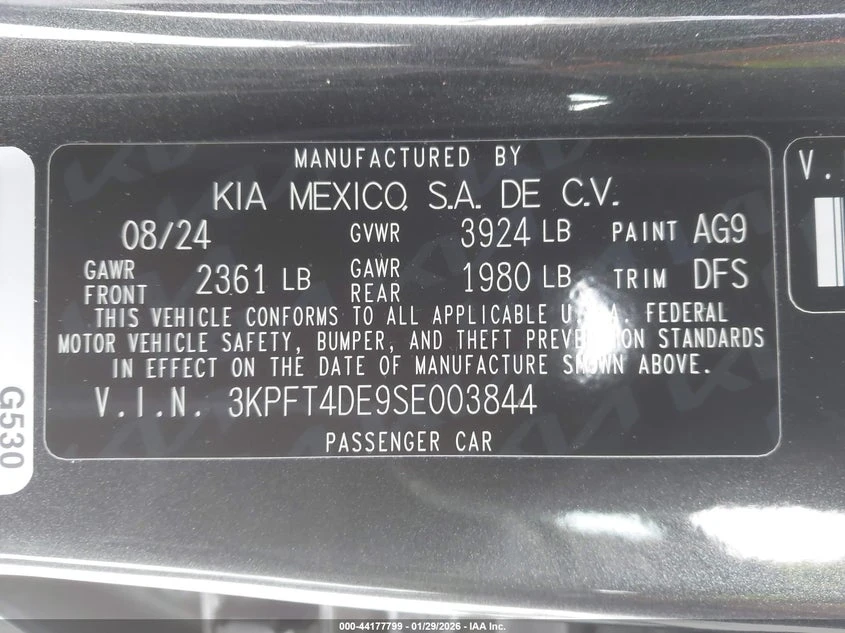 MANUFACTURED BY
KIA MEXICO, S.A. DE C.V.
08/24 GVWR 3924 LB PAINT AG9
GAWR FRONT 2361 LB GAWR REAR 1980 LB TRIM DFS
THIS VEHICLE CONFORMS TO ALL APPLICABLE U.S.A. FEDERAL
MOTOR VEHICLE SAFETY, BUMPER, AND THEFT PREVENTION STANDARDS
IN EFFECT ON THE DATE OF MANUFACTURE SHOWN ABOVE.
V.I.N. 3KPFT4DE9SE003844
PASSENGER CAR
G530
V.
000-44177799 - 01/29/2026 - IAA Inc.